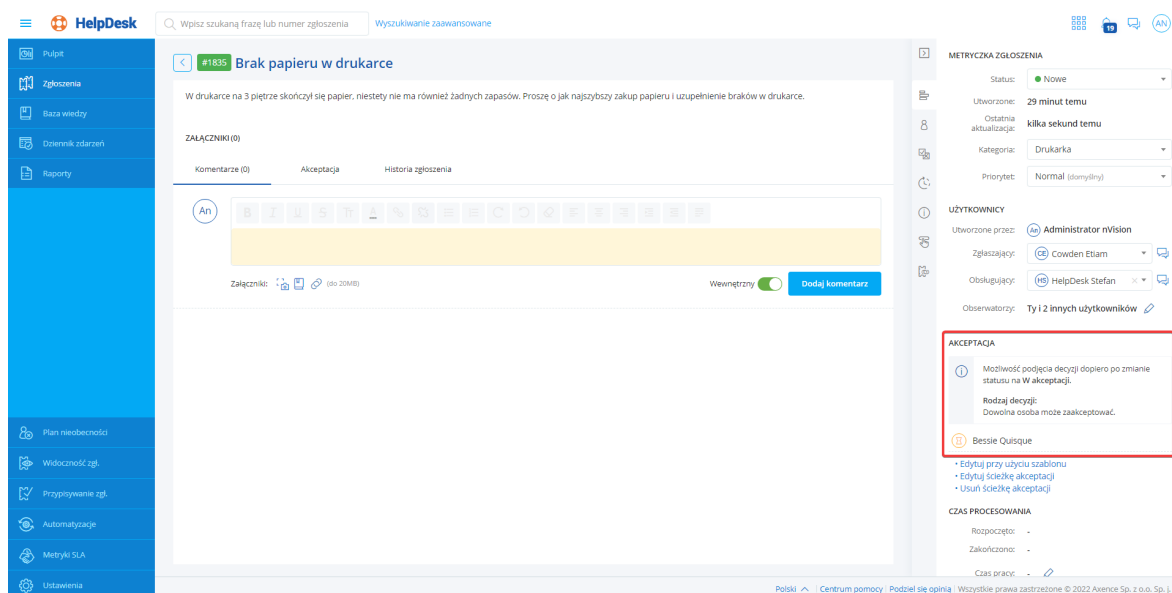 HelpDesk
Wpisz szukaną frazę lub numer zgłoszenia
Wyszukiwanie zaawansowane
19
AN
Pulpit
Zgłoszenia
Baza wiedzy
Dziennik zdarzeń
Raporty
Plan nieobecności
Widoczność zgł.
Przypisywanie zgł.
Automatyzacje
Metryki SLA
Ustawienia
#1835 Brak papieru w drukarce
W drukarce na 3 piętrze skończył się papier, niestety nie ma również żadnych zapasów. Proszę o jak najszybszy zakup papieru i uzupełnienie braków w drukarce.
ZAŁĄCZNIKI (0)
Komentarze (0) Akceptacja Historia zgłoszenia
An
Załączniki: (do 20MB) Wewnętrzny Dodaj komentarz
METRYCZKA ZGŁOSZENIA
Status: Nowe
Utworzone: 29 minut temu
Ostatnia aktualizacja: kilka sekund temu
Kategoria: Drukarka
Priorytet: Normal (domyślny)
UŻYTKOWNICY
Utworzone przez: An Administrator nVision
Zgłaszający: CE Cowden Etiam
Obsługujący: HS HelpDesk Stefan
Obserwatorzy: Ty i 2 innych użytkowników
AKCEPTACJA
Możliwość podjęcia decyzji dopiero po zmianie
statusu na W akceptacji.
Rodzaj decyzji:
Dowolna osoba może zaakceptować.
Bessie Quisque
• Edytuj przy użyciu szablonu
• Edytuj ścieżkę akceptacji
• Usuń ścieżkę akceptacji
CZAS PROCESOWANIA
Rozpoczęto: -
Zakończono: -
Czas pracy: -
Polski | Centrum pomocy | Podziel się opinią | Wszystkie prawa zastrzeżone © 2022 Axence Sp. z o.o. Sp. j.